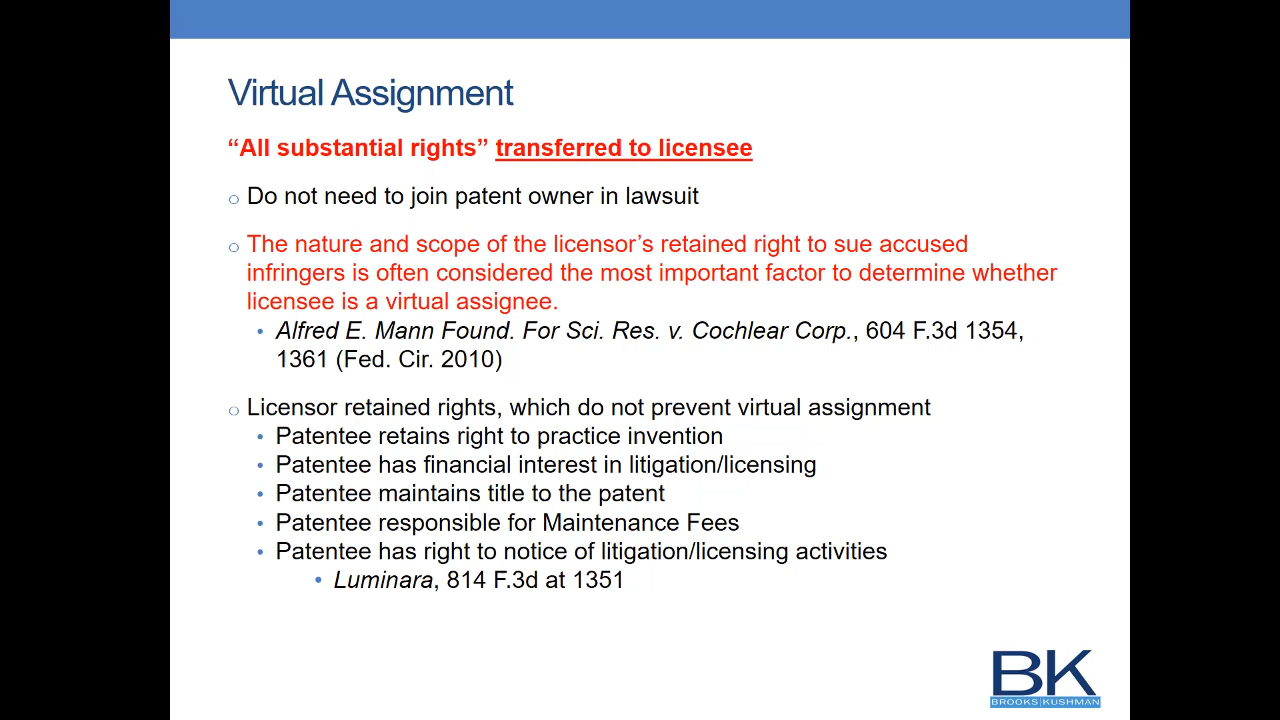 Virtual Assignment
“All substantial rights” transferred to licensee
Do not need to join patent owner in lawsuit
The nature and scope of the licensor’s retained right to sue accused
infringers is often considered the most important factor to determine whether
licensee is a virtual assignee.
Alfred E. Mann Found. For Sci. Res. v. Cochlear Corp., 604 F.3d 1354,
1361 (Fed. Cir. 2010)
Licensor retained rights, which do not prevent virtual assignment
Patentee retains right to practice invention
Patentee has financial interest in litigation/licensing
Patentee maintains title to the patent
Patentee responsible for Maintenance Fees
Patentee has right to notice of litigation/licensing activities
Luminara, 814 F.3d at 1351
BK
BROOKS|KUSHMAN